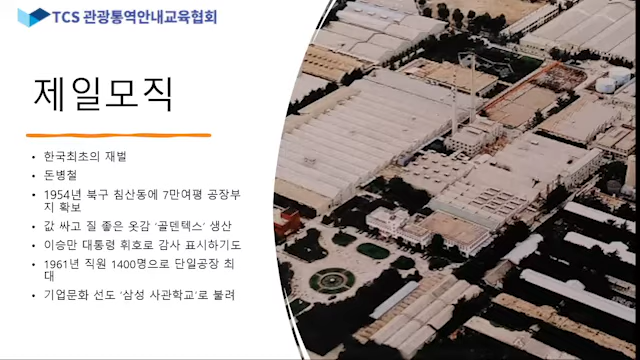 TCS 관광통역안내교육협회
제일모직
• 한국최초의 재벌
• 돈병철
• 1954년 북구 침산동에 7만여평 공장부
지 확보
• 값 싸고 질 좋은 옷감 ‘골덴텍스’ 생산
• 이승만 대통령 휘호로 감사 표시하기도
• 1961년 직원 1400명으로 단일공장 최
대
• 기업문화 선도 ‘삼성 사관학교’로 불려